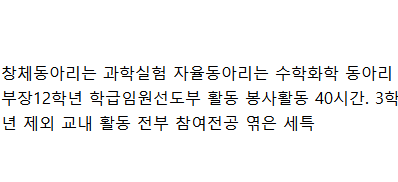 창체동아리는 과학실험 자율동아리는 수학화학 동아리
부장12학년 학급임원선도부 활동 봉사활동 40시간. 3학
년 제외 교내 활동 전부 참여전공 엮은 세특